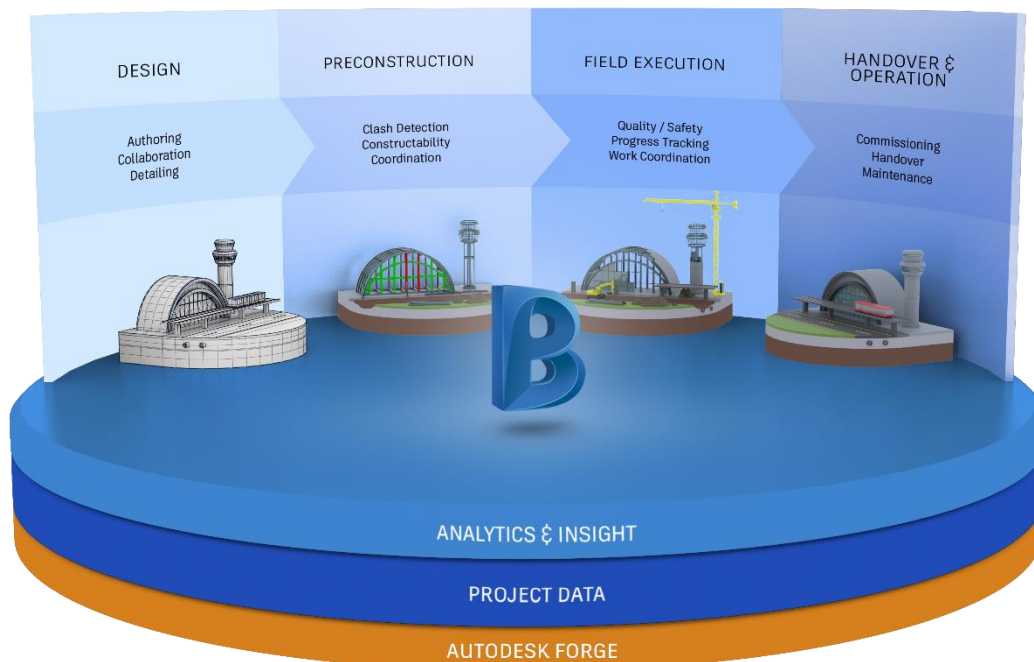 DESIGN
Authoring
Collaboration
Detailing
PRECONSTRUCTION
Clash Detection
Constructability
Coordination
FIELD EXECUTION
Quality / Safety
Progress Tracking
Work Coordination
HANDOVER &
OPERATION
Commissioning
Handover
Maintenance
B
ANALYTICS & INSIGHT
PROJECT DATA
AUTODESK FORGE